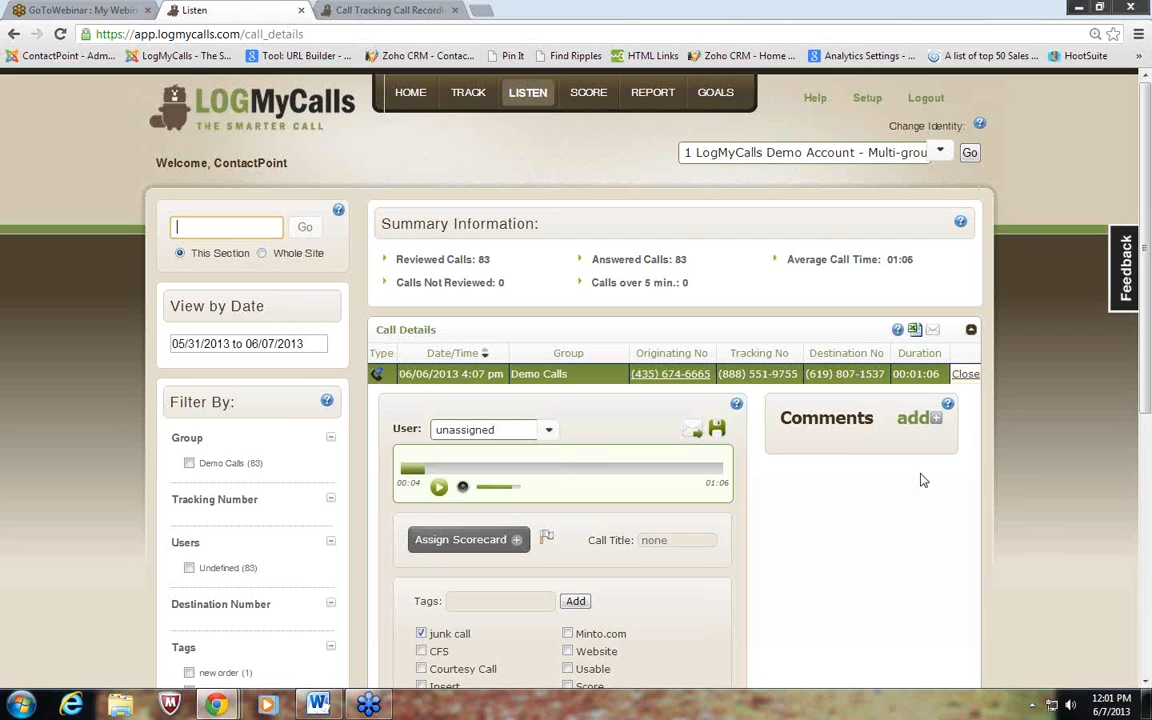 GoToWebinar : My Webin
Listen
Call Tracking Call Record
https://app.logmycalls.com/call_details
ContactPoint - Adm...
LogMyCalls - The S...
Tool: URL Builder - ...
Zoho CRM - Contac...
Pin It
Find Ripples
HTML Links
Zoho CRM - Home ...
Analytics Settings - ...
A list of top 50 Sales ...
HootSuite
»
LOGMyCalls
THE SMARTER CALL
HOME TRACK LISTEN SCORE REPORT GOALS
Help Setup Logout
Change Identity:
Welcome, ContactPoint
1 LogMyCalls Demo Account - Multi-grou Go
Go
This Section Whole Site
View by Date
05/31/2013 to 06/07/2013
Filter By:
Group
Demo Calls (83)
Tracking Number
Users
Undefined (83)
Destination Number
Tags
new order (1)
Summary Information:
Reviewed Calls: 83 Answered Calls: 83 Average Call Time: 01:06
Calls Not Reviewed: 0 Calls over 5 min.: 0
Call Details
Type Date/Time Group Originating No Tracking No Destination No Duration
06/06/2013 4:07 pm Demo Calls (435) 674-6665 (888) 551-9755 (619) 807-1537 00:01:06 Close
User: unassigned
00:04 01:06
Comments add
Assign Scorecard Call Title: none
Tags: Add
junk call Minto.com
CFS Website
Courtesy Call Usable
Insert Score
Feedback
12:01 PM
6/7/2013